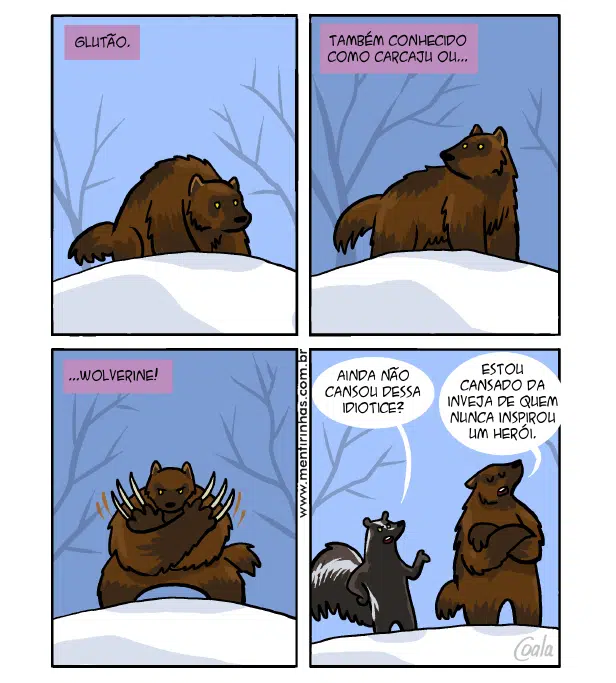 GLUTÃO.
TAMBÉM CONHECIDO
COMO CARCAJU OU...
...WOLVERINE!
www.mentirinhas.com.br
AINDA NÃO
CANSOU DESSA
IDIOTICE?
ESTOU
CANSADO DA
INVEJA DE QUEM
NUNCA INSPIROU
UM HERÓI.
Coala